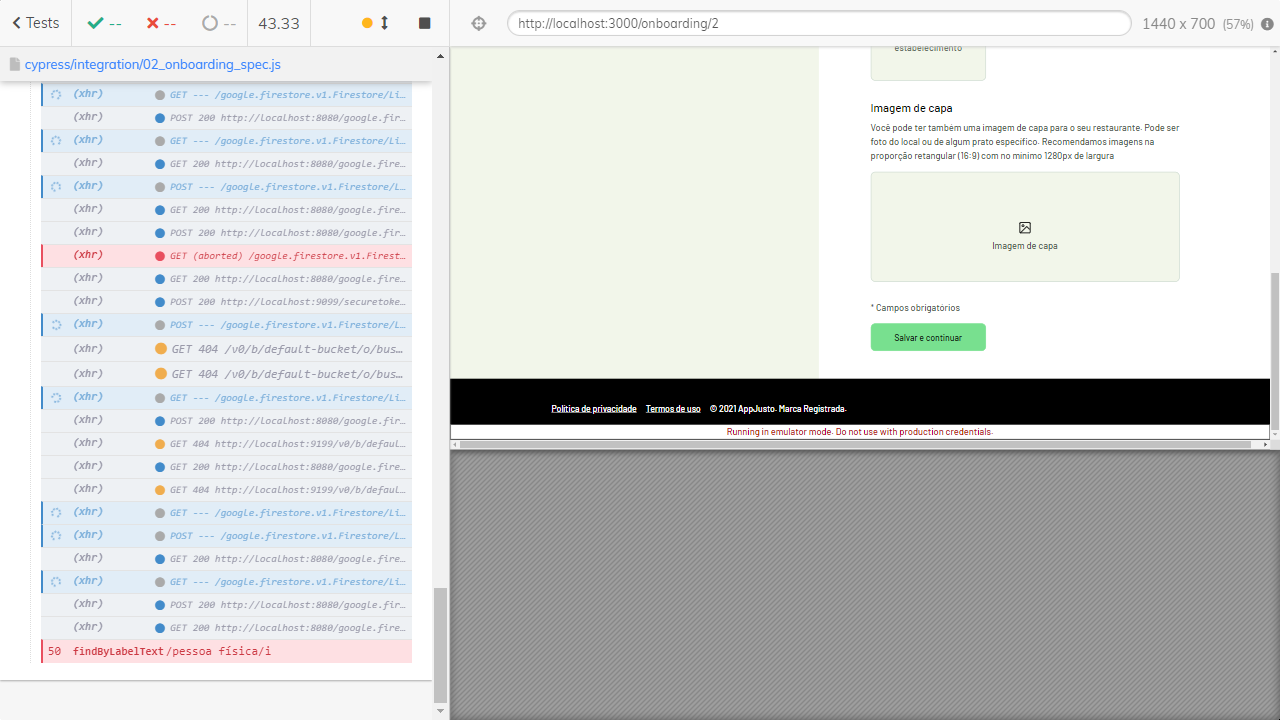 Tests
--
--
--
43.33
http://localhost:3000/onboarding/2
1440 x 700 (57%)
cypress/integration/02_onboarding_spec.js
(xhr) GET --- /google.firestore.v1.Firestore/Li…
(xhr) POST 200 http://localhost:8080/google.fir…
(xhr) GET --- /google.firestore.v1.Firestore/Li…
(xhr) GET 200 http://localhost:8080/google.fire…
(xhr) POST --- /google.firestore.v1.Firestore/L…
(xhr) GET 200 http://localhost:8080/google.fire…
(xhr) POST 200 http://localhost:8080/google.fir…
(xhr) GET (aborted) /google.firestore.v1.Firest…
(xhr) GET 200 http://localhost:8080/google.fire…
(xhr) POST 200 http://localhost:9099/securetoke…
(xhr) POST --- /google.firestore.v1.Firestore/L…
(xhr) GET 404 /v0/b/default-bucket/o/bus…
(xhr) GET 404 /v0/b/default-bucket/o/bus…
(xhr) GET --- /google.firestore.v1.Firestore/Li…
(xhr) POST 200 http://localhost:8080/google.fir…
(xhr) GET 404 http://localhost:9199/v0/b/defaul…
(xhr) GET 200 http://localhost:8080/google.fire…
(xhr) GET 404 http://localhost:9199/v0/b/defaul…
(xhr) GET --- /google.firestore.v1.Firestore/Li…
(xhr) POST --- /google.firestore.v1.Firestore/L…
(xhr) GET 200 http://localhost:8080/google.fire…
(xhr) GET --- /google.firestore.v1.Firestore/Li…
(xhr) POST 200 http://localhost:8080/google.fir…
(xhr) GET 200 http://localhost:8080/google.fire…
50 findByLabelText /pessoa física/i
estabelecimento
Imagem de capa
Você pode ter também uma imagem de capa para o seu restaurante. Pode ser
foto do local ou de algum prato específico. Recomendamos imagens na
proporção retangular (16:9) com no mínimo 1280px de largura
Imagem de capa
* Campos obrigatórios
Salvar e continuar
Política de privacidade Termos de uso © 2021 AppJusto. Marca Registrada.
Running in emulator mode. Do not use with production credentials.